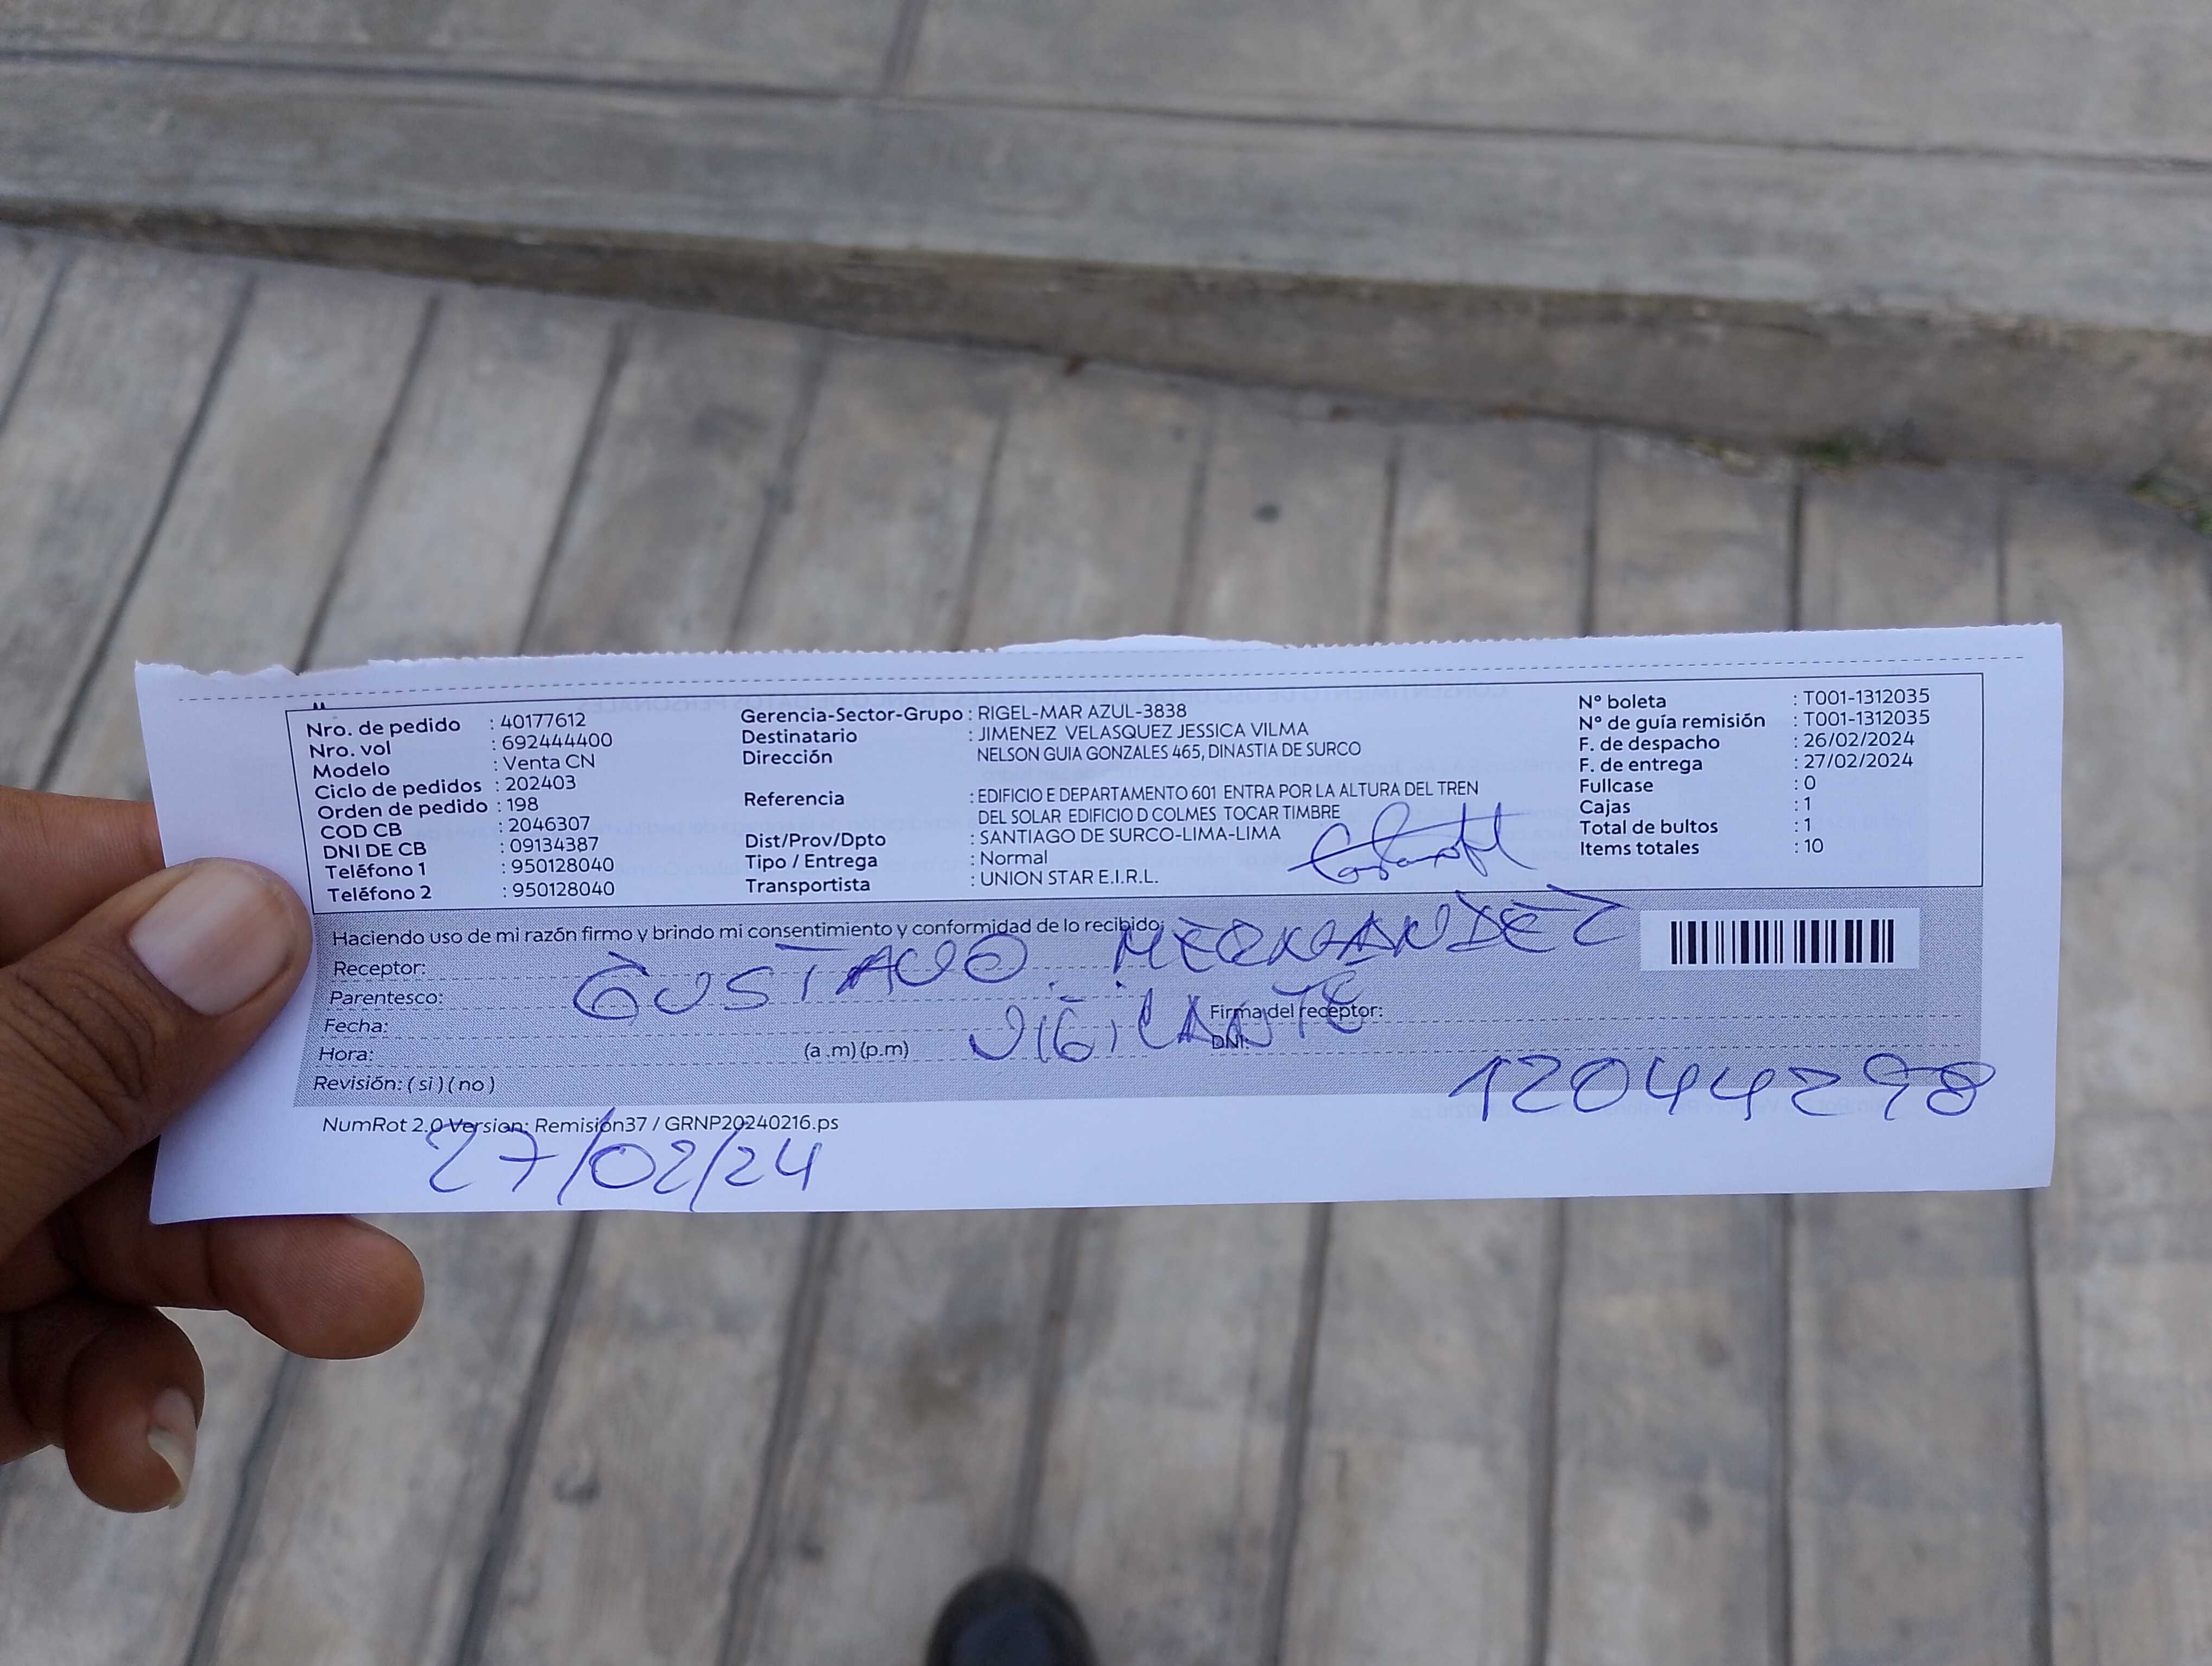 Nro. de pedido : 40177612
Nro. vol : 692444400
Modelo : Venta CN
Ciclo de pedidos : 202403
Orden de pedido : 198
COD CB : 2046307
DNI DE CB : 09134387
Teléfono 1 : 950128040
Teléfono 2 : 950128040
Gerencia-Sector-Grupo : RIGEL-MAR AZUL-3838
Destinatario : JIMENEZ VELASQUEZ JESSICA VILMA
Dirección NELSON GUIA GONZALES 465, DINASTIA DE SURCO
Referencia : EDIFICIO E DEPARTAMENTO 601 ENTRA POR LA ALTURA DEL TREN
DEL SOLAR EDIFICIO D COLMES TOCAR TIMBRE
Dist/Prov/Dpto : SANTIAGO DE SURCO-LIMA-LIMA
Tipo / Entrega : Normal
Transportista : UNION STAR E.I.R.L.
N° boleta : T001-1312035
N° de guía remisión : T001-1312035
F. de despacho : 26/02/2024
F. de entrega : 27/02/2024
Fullcase : 0
Cajas : 1
Total de bultos : 1
Items totales : 10
Haciendo uso de mi razón firmo y brindo mi consentimiento y conformidad de lo recibido:
Receptor: GUSTAVO HERNANDEZ
Parentesco: VIGILANTE
Fecha:
Firma del receptor:
Hora: (a .m) (p.m)
DNI: 12044298
Revisión: ( si ) ( no )
NumRot 2.0 Version: Remisión37 / GRNP20240216.ps
27/02/24